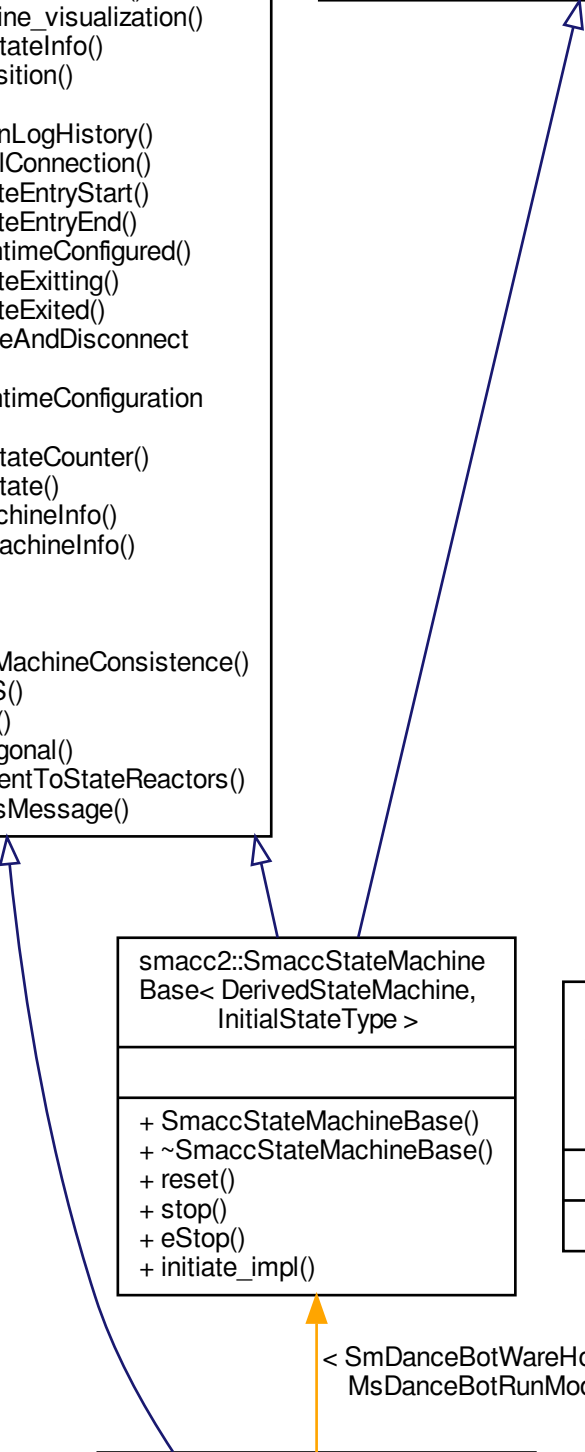 ine_visualization()
tateInfo()
sition()
nLogHistory()
lConnection()
teEntryStart()
teEntryEnd()
ntimeConfigured()
teExitting()
teExited()
eAndDisconnect
ntimeConfiguration
tateCounter()
tate()
chineInfo()
achineInfo()
MachineConsistence()
S()
()
gonal()
entToStateReactors()
sMessage()
smacc2::SmaccStateMachine
Base< DerivedStateMachine,
InitialStateType >
+ SmaccStateMachineBase()
+ ~SmaccStateMachineBase()
+ reset()
+ stop()
+ eStop()
+ initiate_impl()
< SmDanceBotWareHo
MsDanceBotRunMod